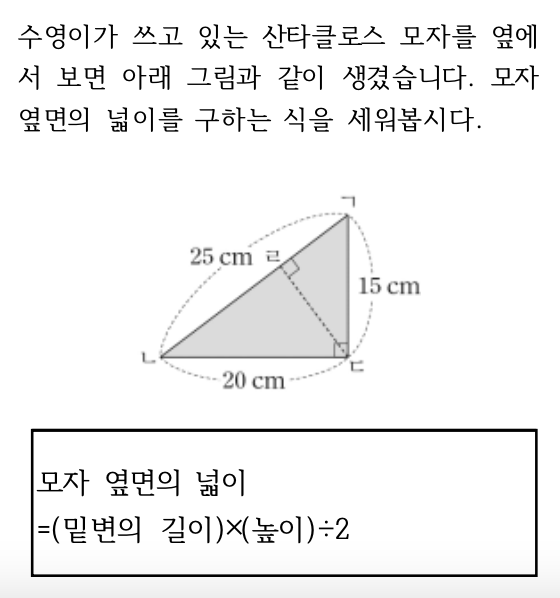 수영이가 쓰고 있는 산타클로스 모자를 옆에
서 보면 아래 그림과 같이 생겼습니다. 모자
옆면의 넓이를 구하는 식을 세워봅시다.
ㄱ
25 cm ㄹ
15 cm
ㄴ
ㄷ
20 cm
모자 옆면의 넓이
=(밑변의 길이)×(높이)÷2